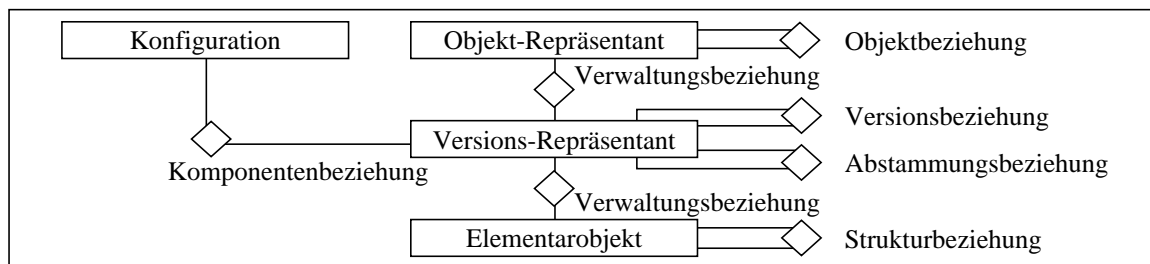 Konfiguration
Objekt-Repräsentant
Objektbeziehung
Verwaltungsbeziehung
Versions-Repräsentant
Versionsbeziehung
Komponentenbeziehung
Abstammungsbeziehung
Verwaltungsbeziehung
Elementarobjekt
Strukturbeziehung